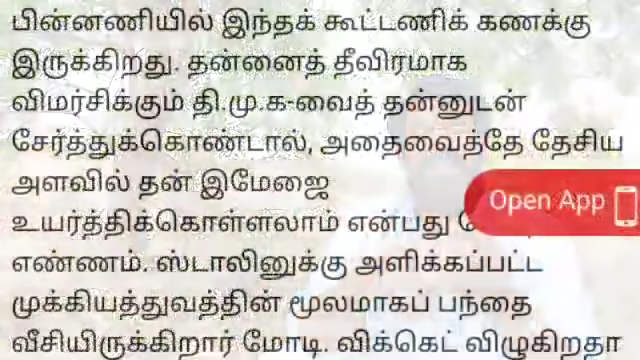 பின்னணியில் இந்தக் கூட்டணிக் கணக்கு
இருக்கிறது. தன்னைத் தீவிரமாக
விமர்சிக்கும் தி.மு.க-வைத் தன்னுடன்
சேர்த்துக்கொண்டால், அதைவைத்தே தேசிய
அளவில் தன் இமேஜை
உயர்த்திக்கொள்ளலாம் என்பது
Open App
எண்ணம். ஸ்டாலினுக்கு அளிக்கப்பட்ட
முக்கியத்துவத்தின் மூலமாகப் பந்தை
வீசியிருக்கிறார் மோடி. விக்கெட் விழுகிறதா